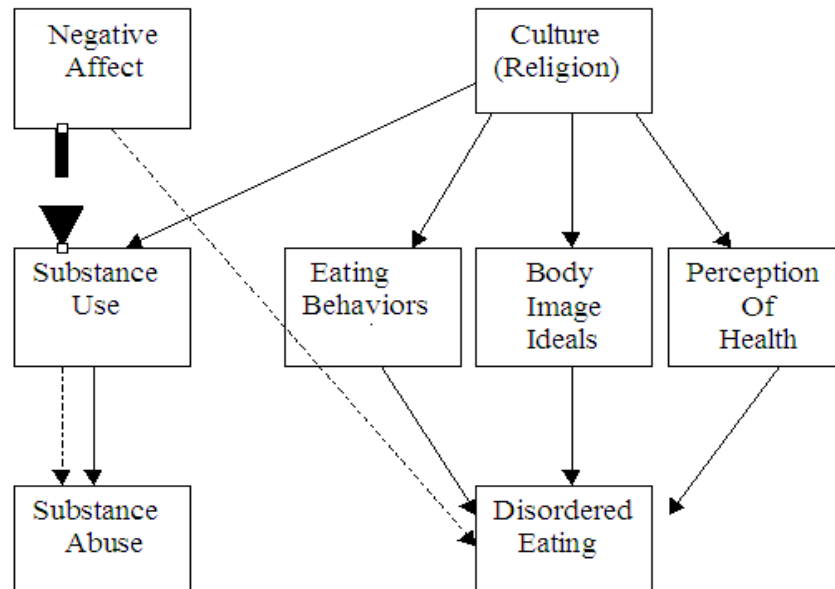 Negative
Affect
Culture
(Religion)
Substance
Use
Eating
Behaviors
Body
Image
Ideals
Perception
Of
Health
Substance
Abuse
Disordered
Eating